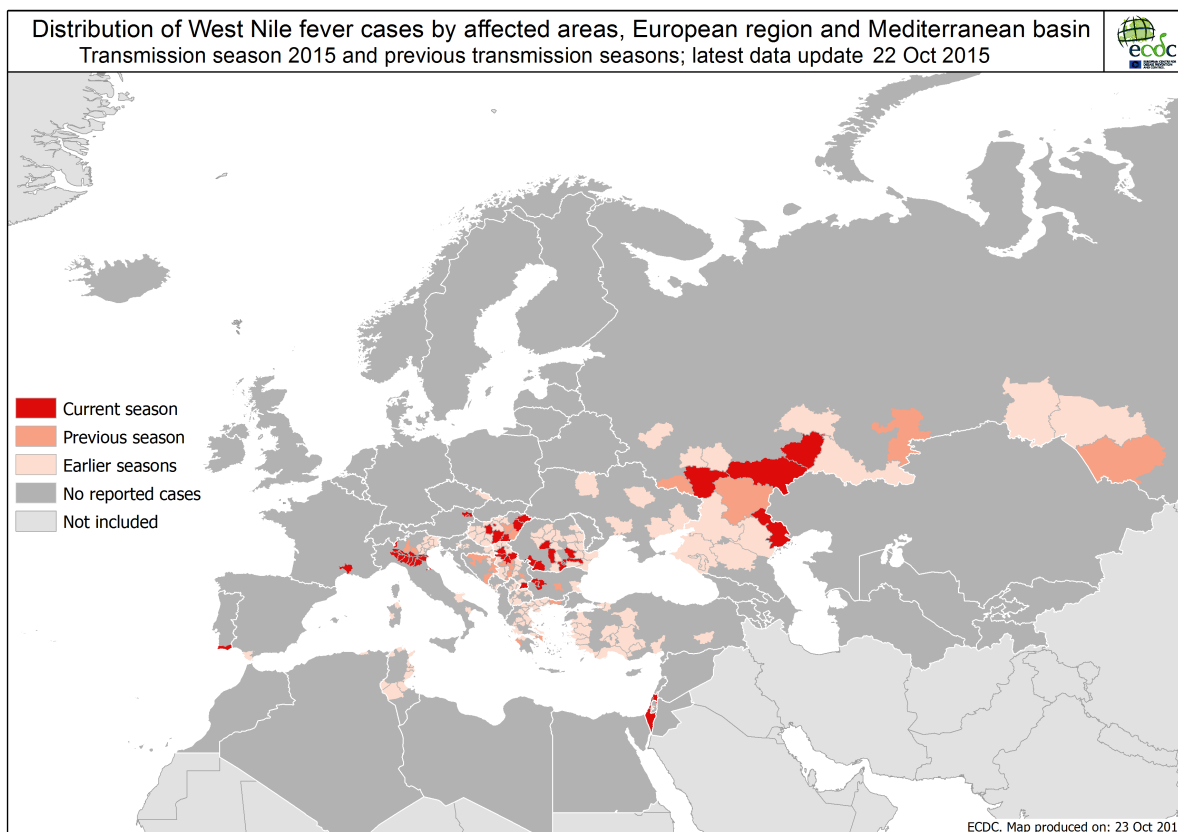 Distribution of West Nile fever cases by affected areas, European region and Mediterranean basin
Transmission season 2015 and previous transmission seasons; latest data update 22 Oct 2015
ecdc
Current season
Previous season
Earlier seasons
No reported cases
Not included
ECDC. Map produced on: 23 Oct 201